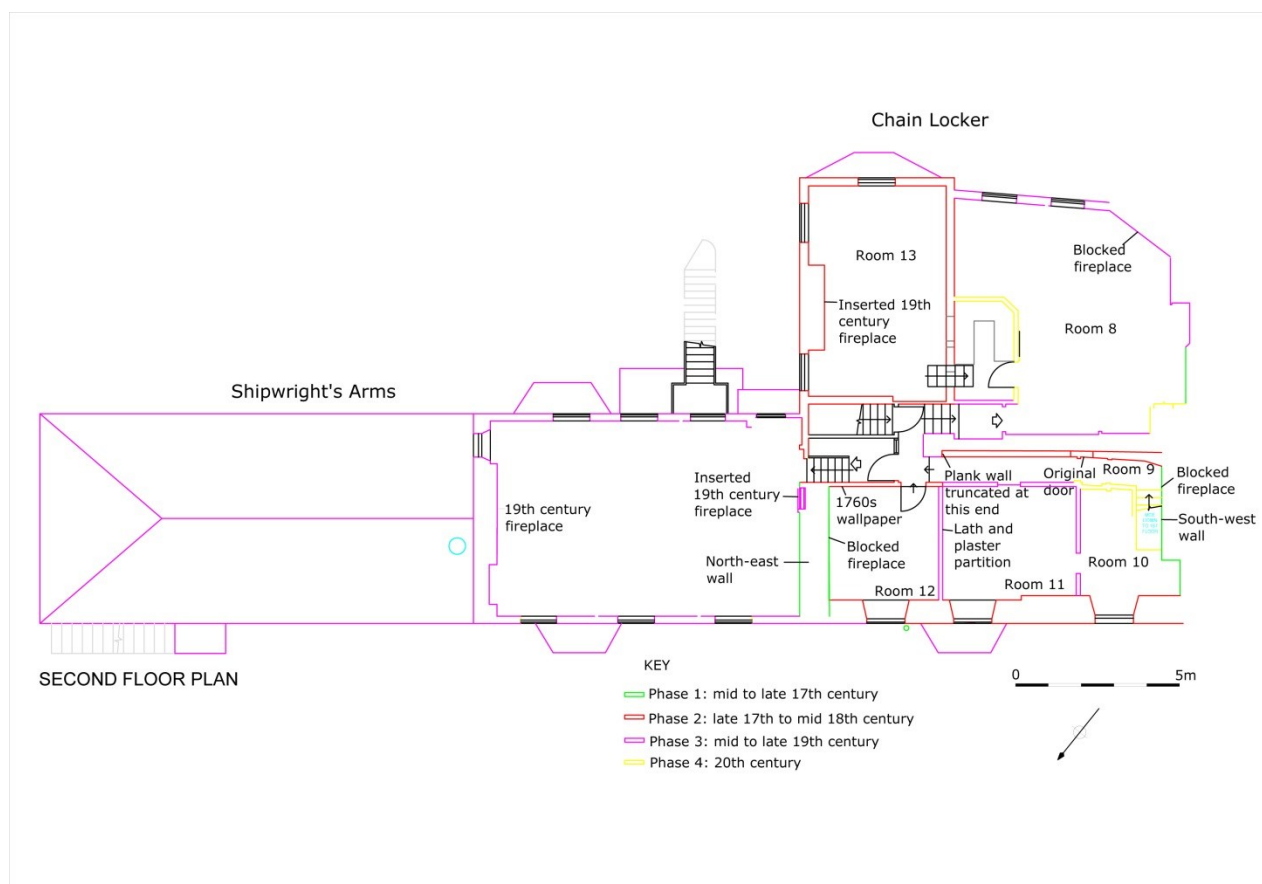 Chain Locker
Room 13
Blocked
fireplace
Inserted 19th
century
fireplace
Room 8
Shipwright's Arms
Inserted
19th century
fireplace
19th century
fireplace
1760s
wallpaper
Plank wall
truncated at
this end
Original
door
Room 9
Blocked
fireplace
South-west
wall
North-east
wall
Blocked
fireplace
Lath and
plaster
partition
Room 10
Room 12
Room 11
SECOND FLOOR PLAN
KEY
Phase 1: mid to late 17th century
Phase 2: late 17th to mid 18th century
Phase 3: mid to late 19th century
Phase 4: 20th century
0 5m